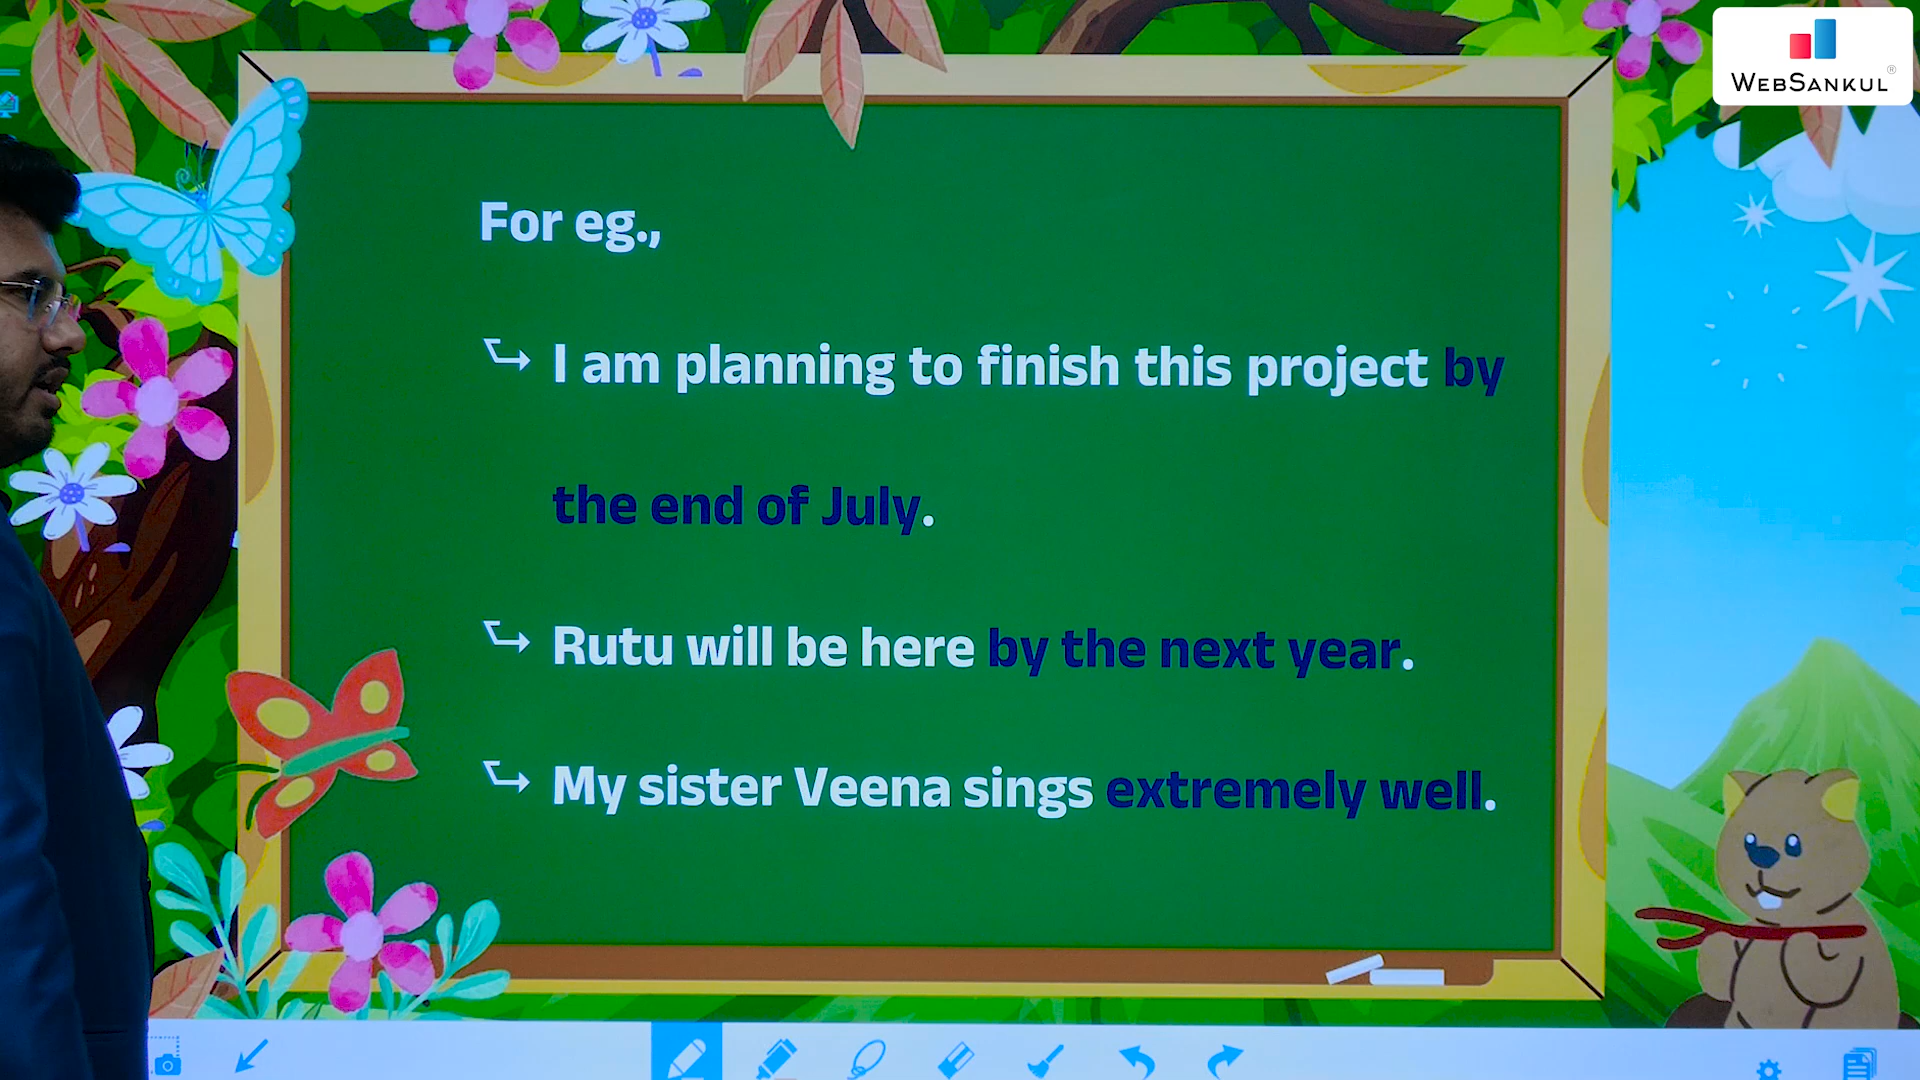 WEBSANKUL®
For eg.,
I am planning to finish this project by
the end of July.
Rutu will be here by the next year.
My sister Veena sings extremely well.